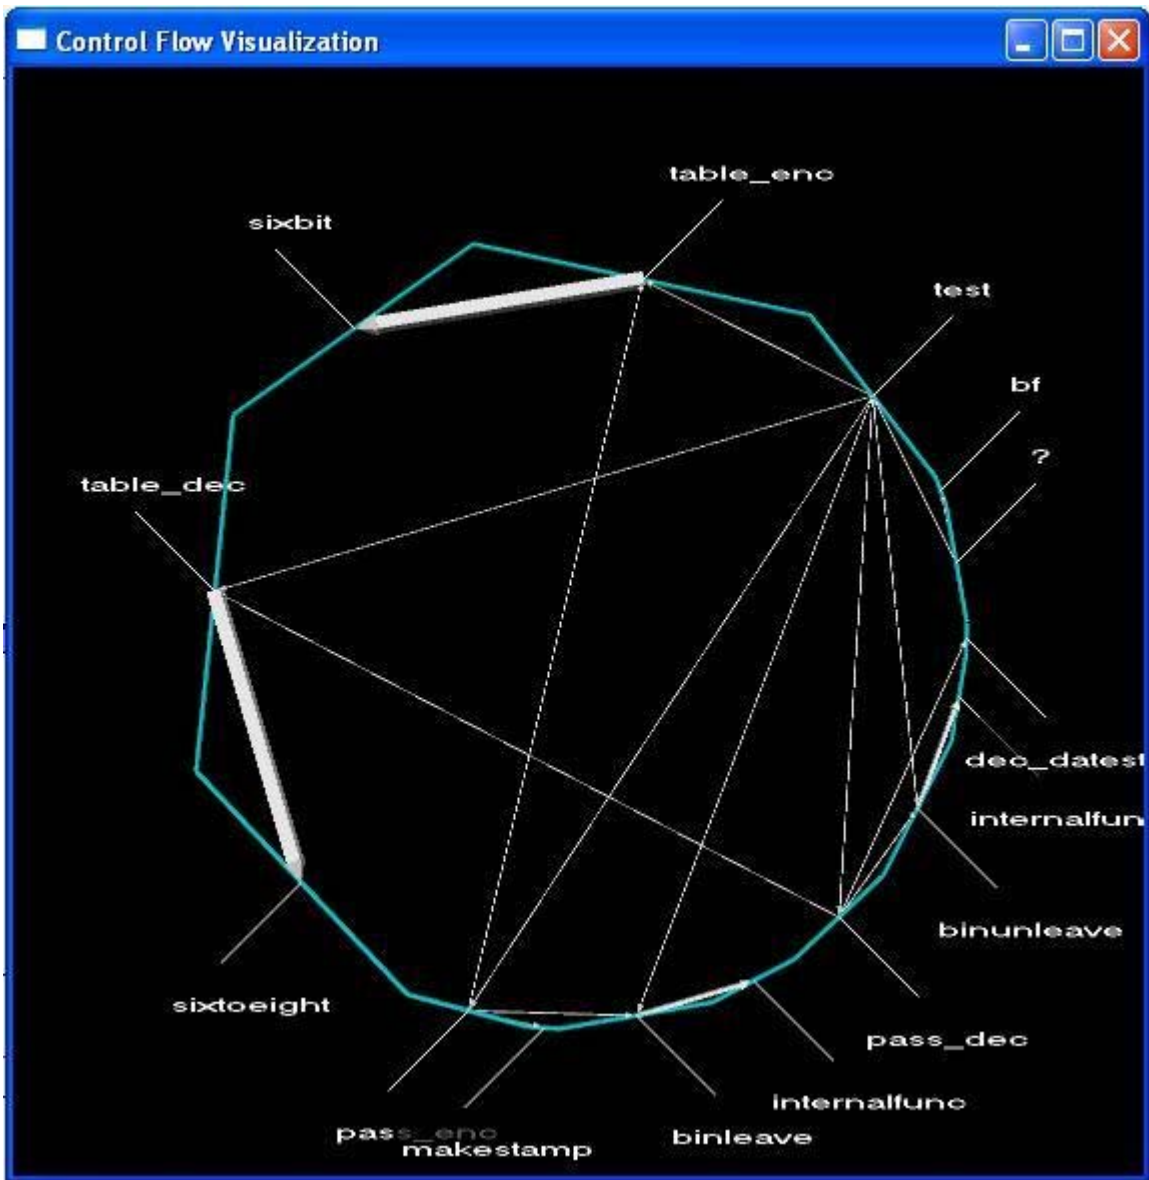 Control Flow Visualization
table_enc
sixbit
test
bf
?
table_dec
dec_datest
internalfun
binunleave
sixtoeight
pass_dec
internalfunc
pass_enc
binleave
makestamp